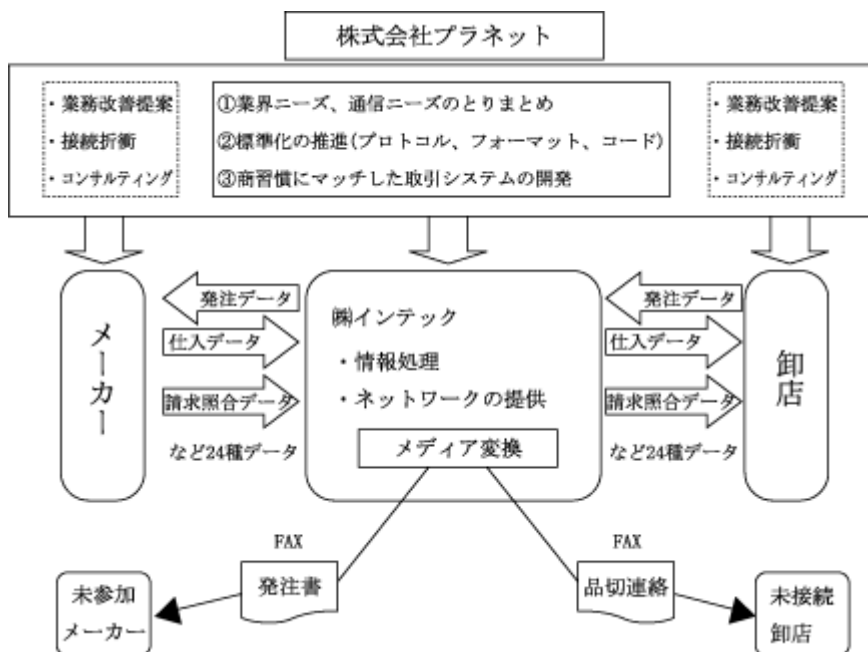 株式会社プラネット
・業務改善提案
・接続折衝
・コンサルティング
①業界ニーズ、通信ニーズのとりまとめ
②標準化の推進(プロトコル、フォーマット、コード)
③商習慣にマッチした取引システムの開発
・業務改善提案
・接続折衝
・コンサルティング
メーカー
発注データ
仕入データ
請求照合データ
など24種データ
㈱インテック
・情報処理
・ネットワークの提供
メディア変換
発注データ
仕入データ
請求照合データ
など24種データ
卸店
FAX
発注書
FAX
品切連絡
未参加
メーカー
未接続
卸店